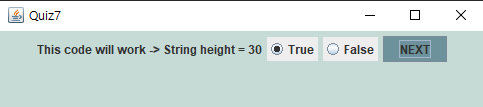 Quiz7
This code will work -> String height = 30 True False NEXT